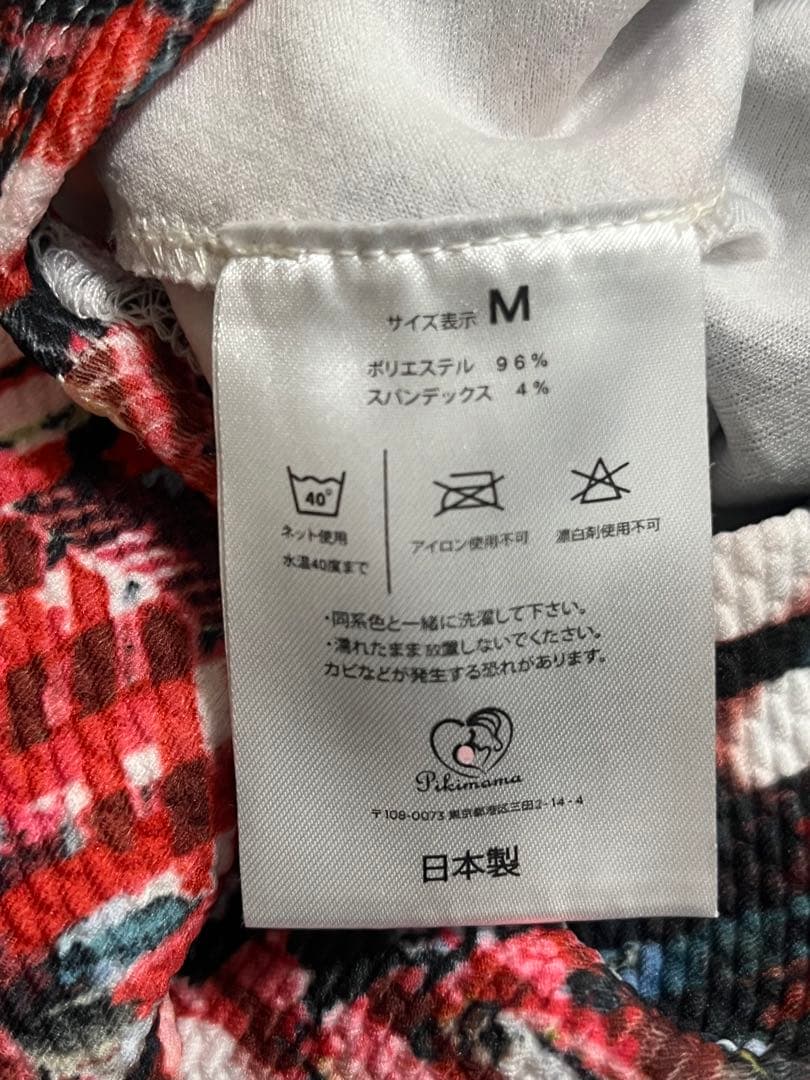 サイズ表示 M
ポリエステル 96%
スパンデックス 4%
40°
ネット使用
水温40度まで
アイロン使用不可
漂白剤使用不可
・同系色と一緒に洗濯して下さい。
・濡れたまま放置しないでください。
カビなどが発生する恐れがあります。
Pikimama
〒108-0073 東京都港区三田2-14-4
日本製